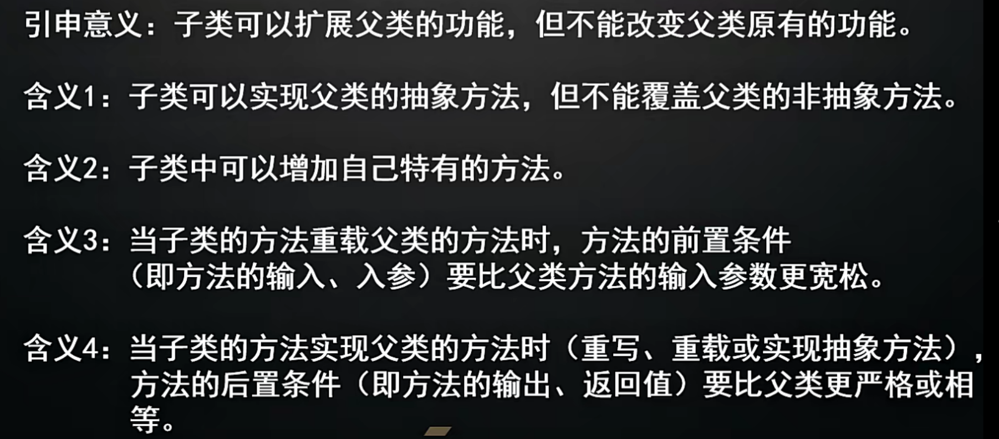 引申意义：子类可以扩展父类的功能，但不能改变父类原有的功能。
含义1：子类可以实现父类的抽象方法，但不能覆盖父类的非抽象方法。
含义2：子类中可以增加自己特有的方法。
含义3：当子类的方法重载父类的方法时，方法的前置条件
（即方法的输入、入参）要比父类方法的输入参数更宽松。
含义4：当子类的方法实现父类的方法时（重写、重载或实现抽象方法），
方法的后置条件（即方法的输出、返回值）要比父类更严格或相
等。